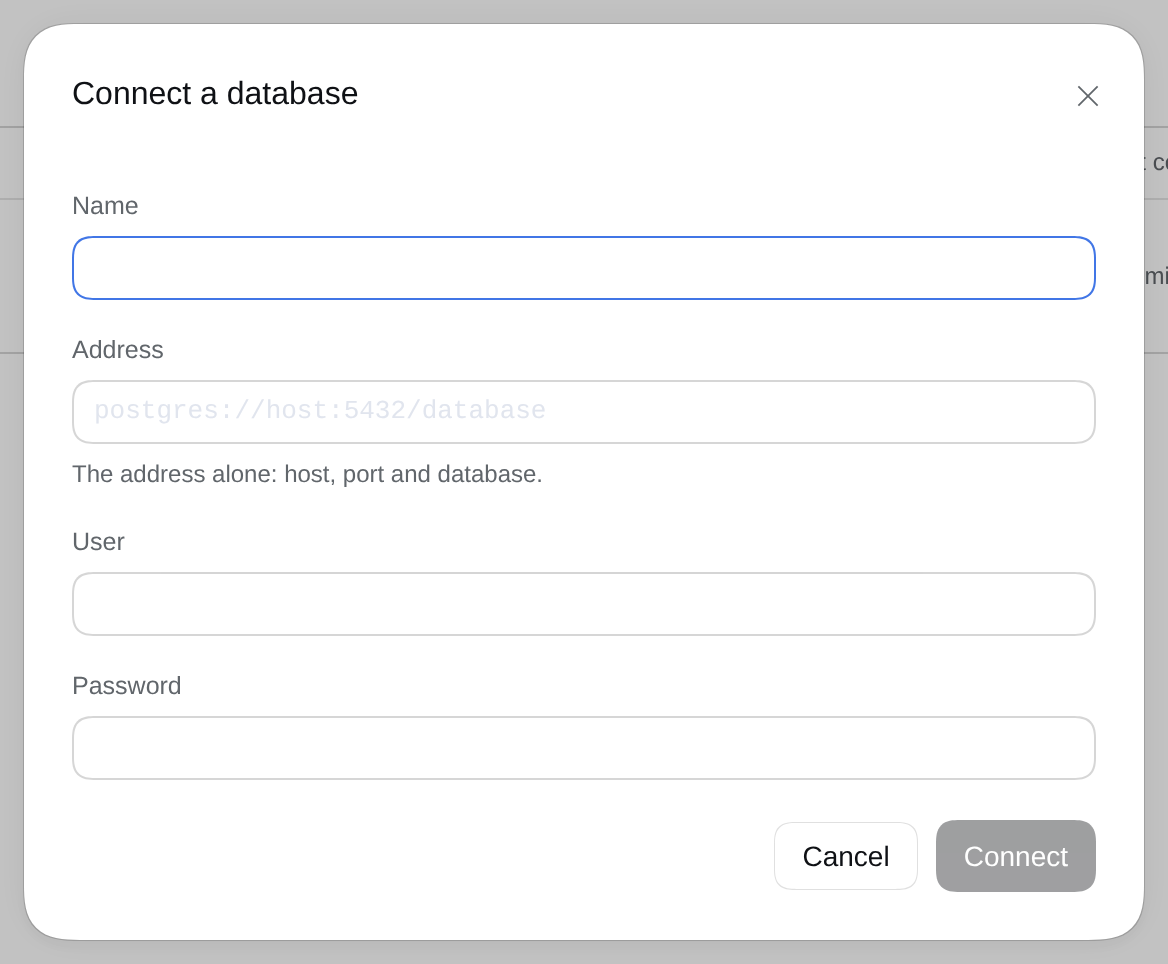 Connect a database
Name
Address
postgres://host:5432/database
The address alone: host, port and database.
User
Password
Cancel
Connect